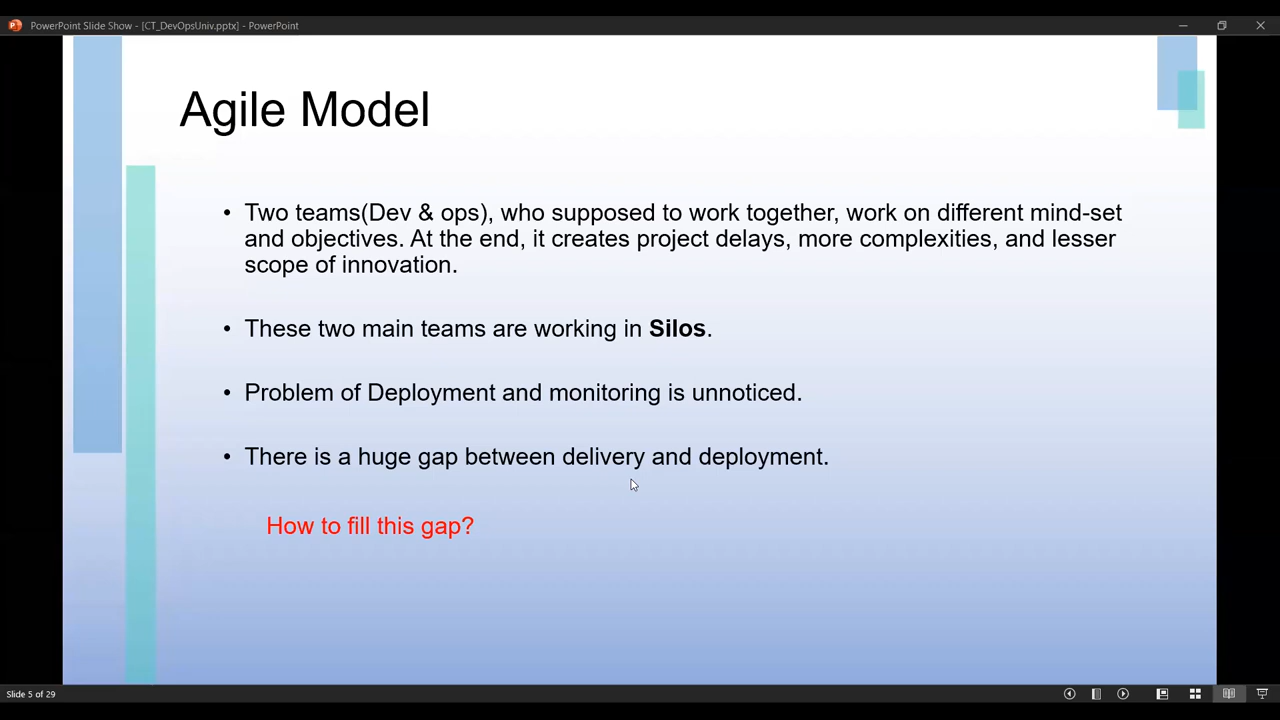 PowerPoint Slide Show - [CT_DevOpsUniv.pptx] - PowerPoint
Agile Model
• Two teams(Dev & ops), who supposed to work together, work on different mind-set
and objectives. At the end, it creates project delays, more complexities, and lesser
scope of innovation.
• These two main teams are working in Silos.
• Problem of Deployment and monitoring is unnoticed.
• There is a huge gap between delivery and deployment.
How to fill this gap?
Slide 5 of 29